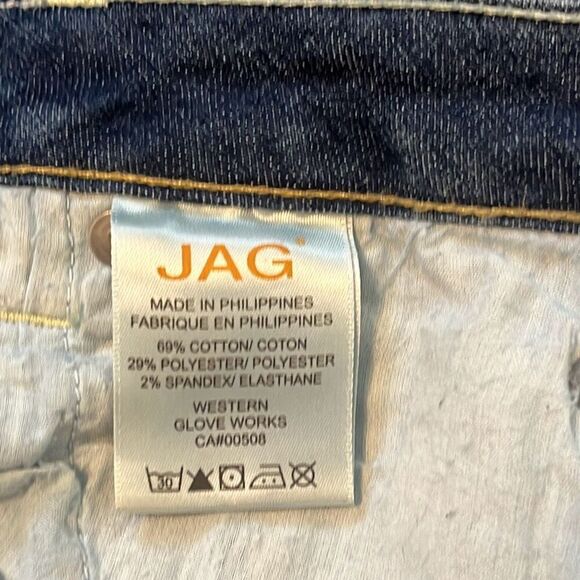 JAG®
MADE IN PHILIPPINES
FABRIQUE EN PHILIPPINES
69% COTTON/ COTON
29% POLYESTER/ POLYESTER
2% SPANDEX/ ELASTHANE
WESTERN
GLOVE WORKS
CA#00508
30